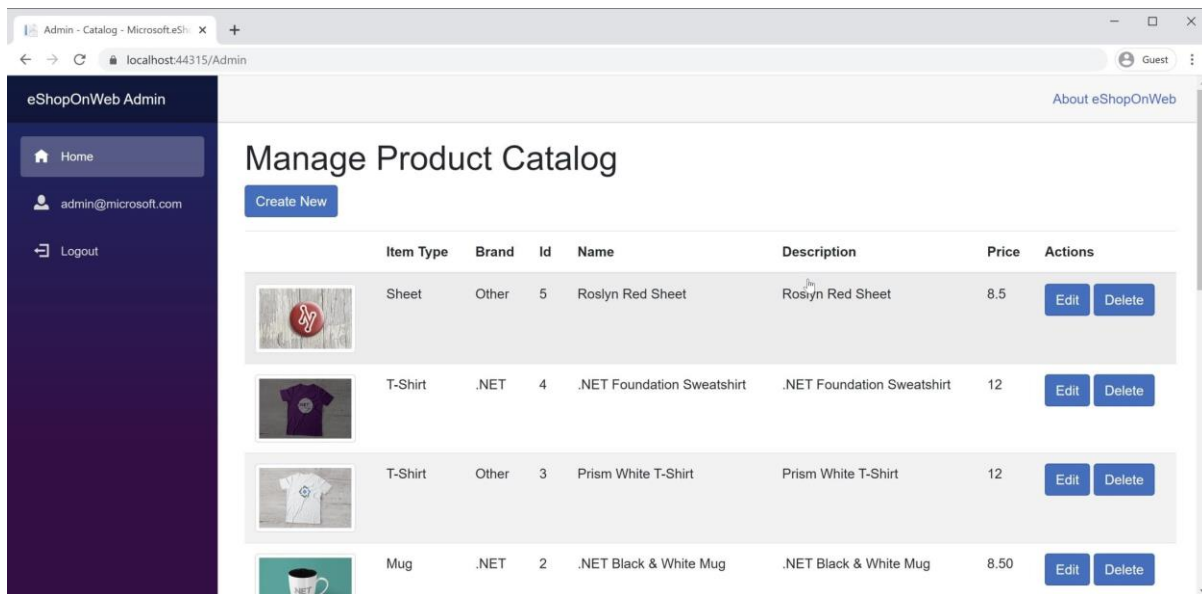 Admin - Catalog - Microsoft.eSh
localhost:44315/Admin
Guest
eShopOnWeb Admin
About eShopOnWeb
Home
admin@microsoft.com
Logout
Manage Product Catalog
Create New
Item Type Brand Id Name Description Price Actions
Sheet Other 5 Roslyn Red Sheet Roslyn Red Sheet 8.5 Edit Delete
T-Shirt .NET 4 .NET Foundation Sweatshirt .NET Foundation Sweatshirt 12 Edit Delete
T-Shirt Other 3 Prism White T-Shirt Prism White T-Shirt 12 Edit Delete
Mug .NET 2 .NET Black & White Mug .NET Black & White Mug 8.50 Edit Delete
NET